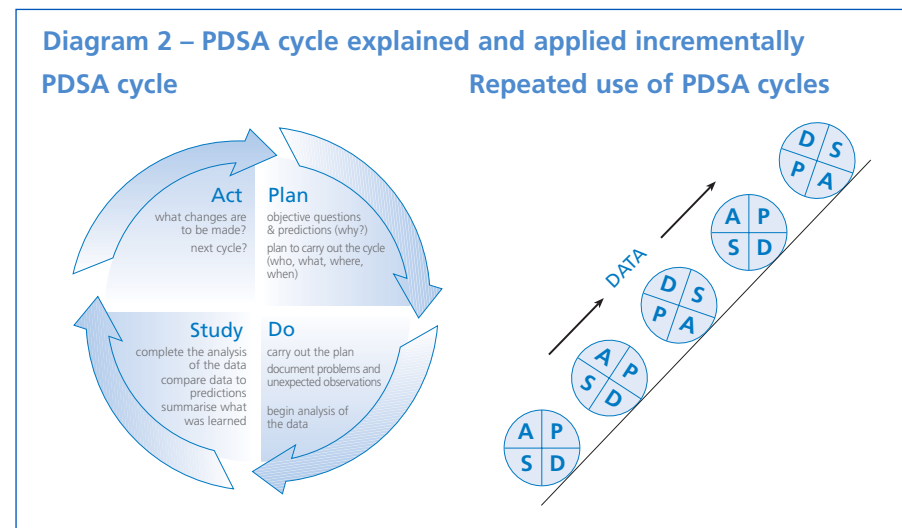 Diagram 2 – PDSA cycle explained and applied incrementally
PDSA cycle
Repeated use of PDSA cycles
Act
what changes are
to be made?
next cycle?
Plan
objective questions
& predictions (why?)
plan to carry out the cycle
(who, what, where,
when)
Study
complete the analysis
of the data
compare data to
predictions
summarise what
was learned
Do
carry out the plan
document problems and
unexpected observations
begin analysis of
the data
D S
P A
A P
S D
DATA
D S
P A
A P
S D
A P
S D